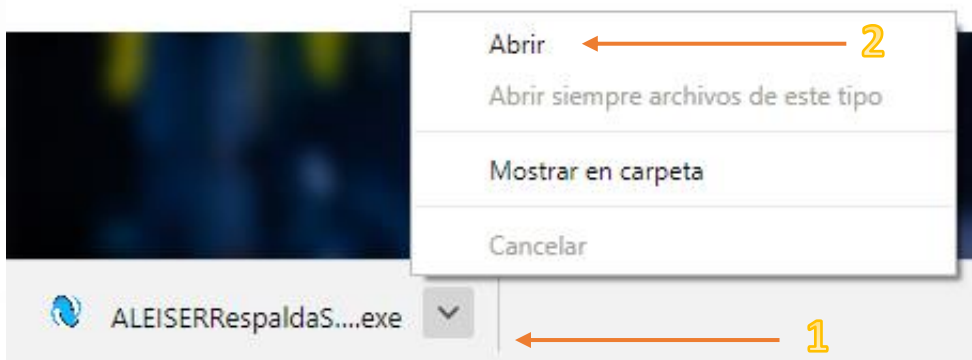 Abrir 2
Abrir siempre archivos de este tipo
Mostrar en carpeta
Cancelar
ALEISERRespaldaS....exe
1